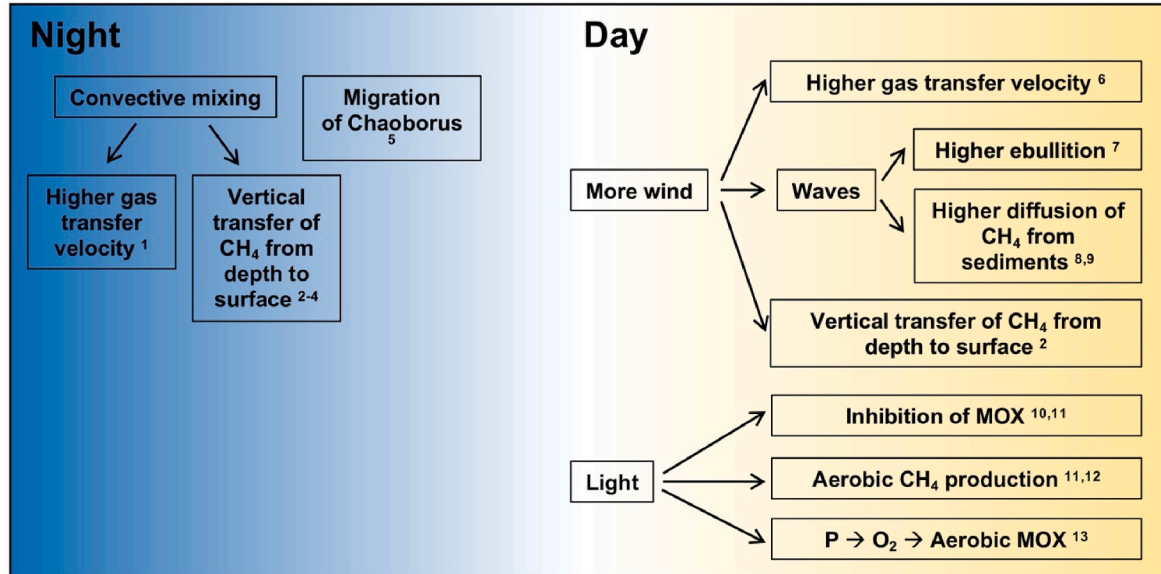 Night
Convective mixing
Migration
of Chaoborus
5
Higher gas
transfer
velocity ¹
Vertical
transfer of
CH₄ from
depth to
surface ²⁻⁴
Day
More wind
Higher gas transfer velocity ⁶
Waves
Higher ebullition ⁷
Higher diffusion of
CH₄ from
sediments ⁸,⁹
Vertical transfer of CH₄ from
depth to surface ²
Light
Inhibition of MOX ¹⁰,¹¹
Aerobic CH₄ production ¹¹,¹²
P → O₂ → Aerobic MOX ¹³